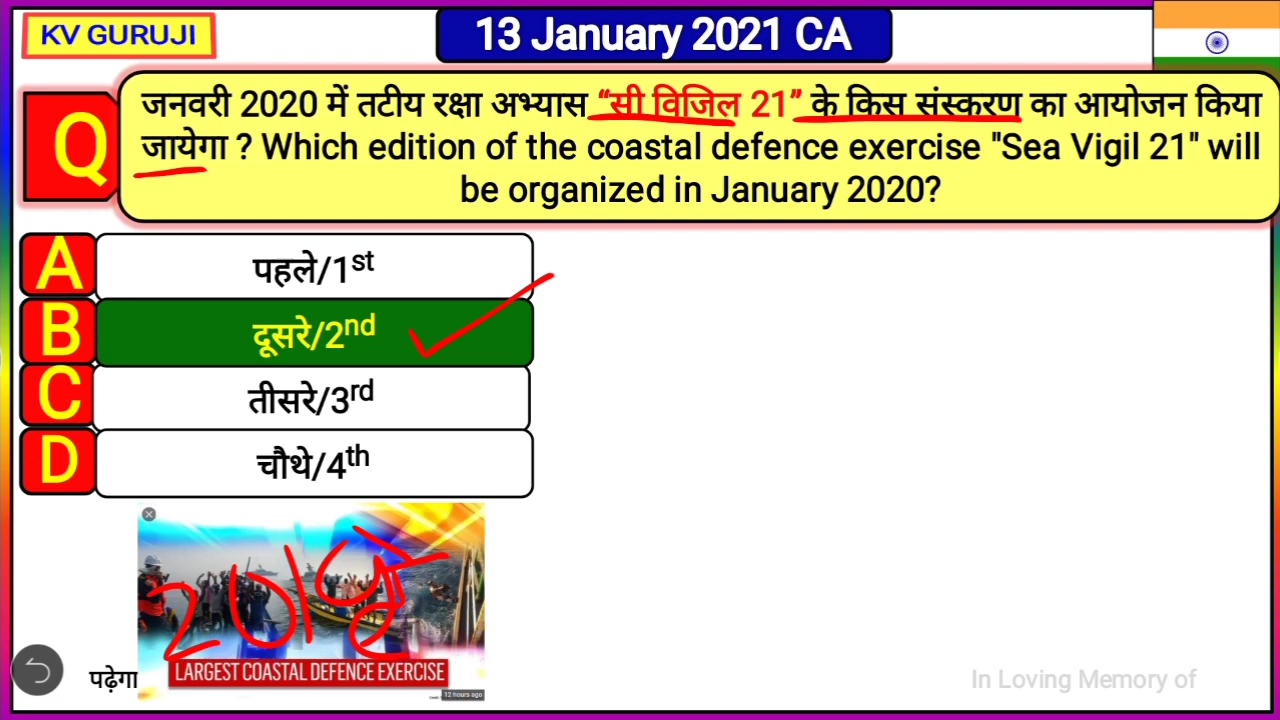 KV GURUJI
13 January 2021 CA
Q
जनवरी 2020 में तटीय रक्षा अभ्यास “सी विजिल 21” के किस संस्करण का आयोजन किया
जायेगा ? Which edition of the coastal defence exercise "Sea Vigil 21" will
be organized in January 2020?
A पहले/1st
B दूसरे/2nd
C तीसरे/3rd
D चौथे/4th
LARGEST COASTAL DEFENCE EXERCISE
12 hours ago
पढ़ेगा
In Loving Memory of